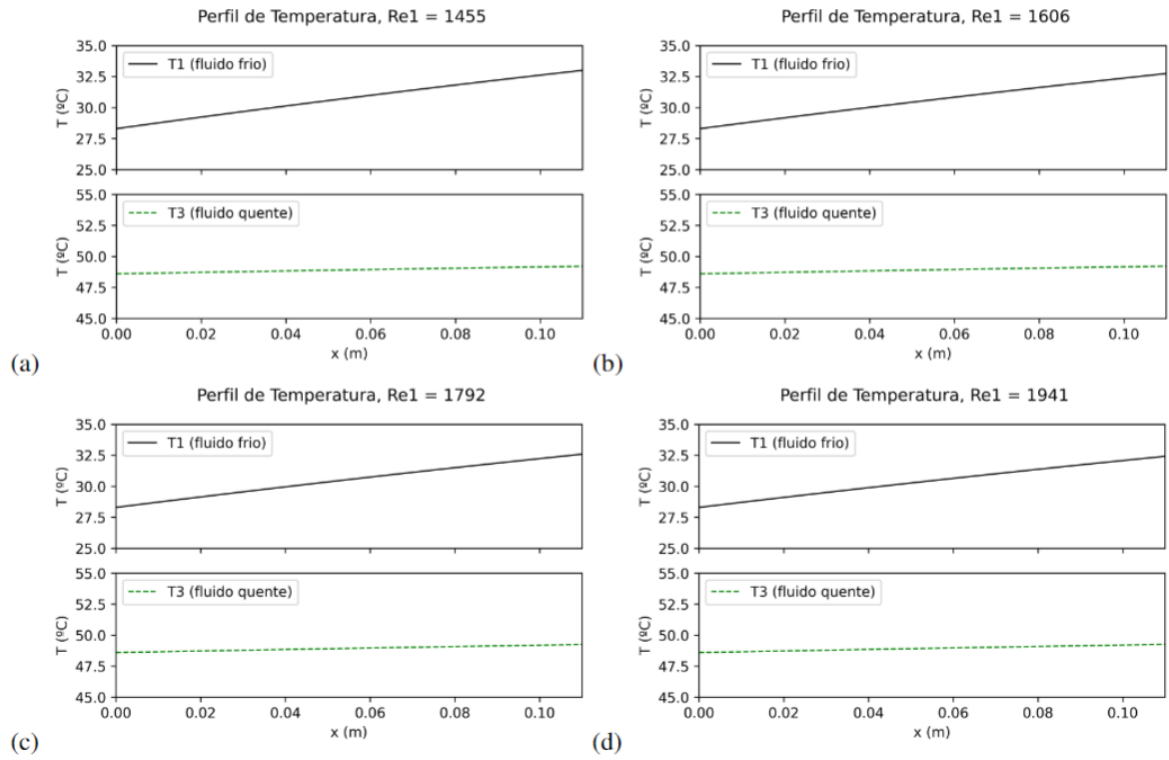 Perfil de Temperatura, Re1 = 1455
35.0
32.5
30.0
27.5
25.0
T (ºC)
T1 (fluido frio)
55.0
52.5
50.0
47.5
45.0
T (ºC)
T3 (fluido quente)
0.00 0.02 0.04 0.06 0.08 0.10
x (m)
(a)
Perfil de Temperatura, Re1 = 1606
35.0
32.5
30.0
27.5
25.0
T (ºC)
T1 (fluido frio)
55.0
52.5
50.0
47.5
45.0
T (ºC)
T3 (fluido quente)
0.00 0.02 0.04 0.06 0.08 0.10
x (m)
(b)
Perfil de Temperatura, Re1 = 1792
35.0
32.5
30.0
27.5
25.0
T (ºC)
T1 (fluido frio)
55.0
52.5
50.0
47.5
45.0
T (ºC)
T3 (fluido quente)
0.00 0.02 0.04 0.06 0.08 0.10
x (m)
(c)
Perfil de Temperatura, Re1 = 1941
35.0
32.5
30.0
27.5
25.0
T (ºC)
T1 (fluido frio)
55.0
52.5
50.0
47.5
45.0
T (ºC)
T3 (fluido quente)
0.00 0.02 0.04 0.06 0.08 0.10
x (m)
(d)